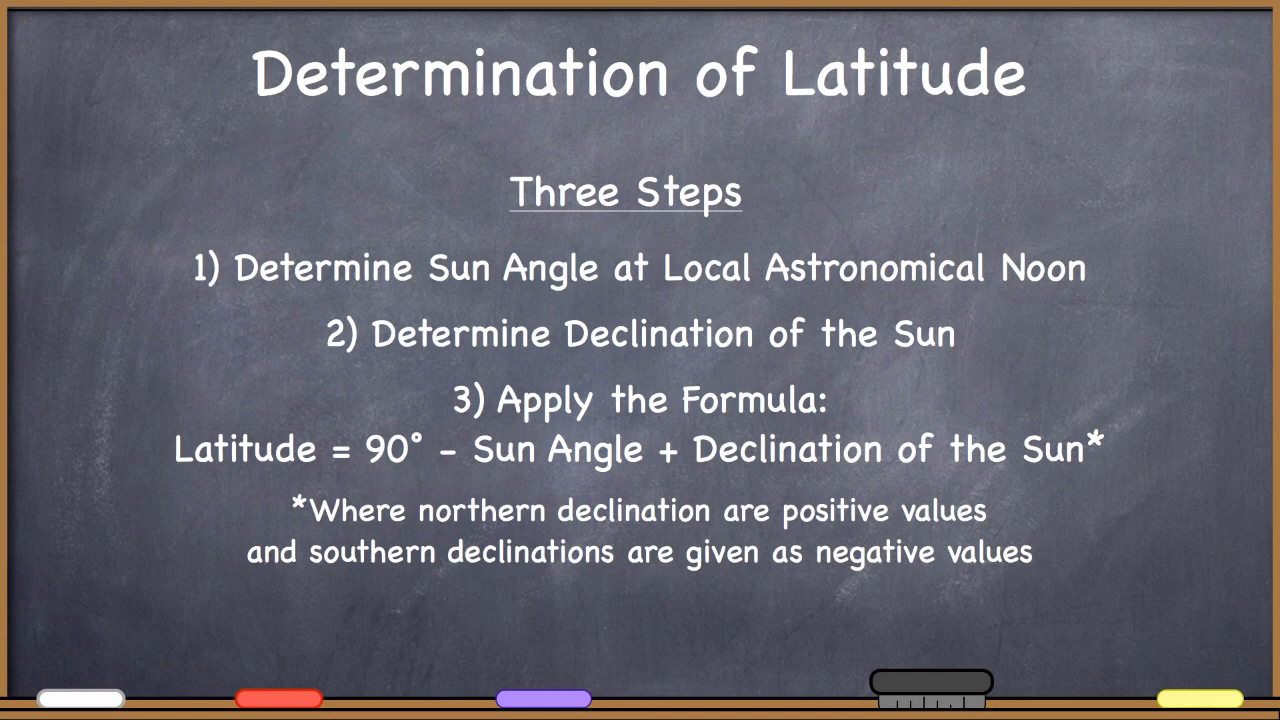 Determination of Latitude
Three Steps
1) Determine Sun Angle at Local Astronomical Noon
2) Determine Declination of the Sun
3) Apply the Formula:
Latitude = 90° - Sun Angle + Declination of the Sun*
*Where northern declination are positive values
and southern declinations are given as negative values